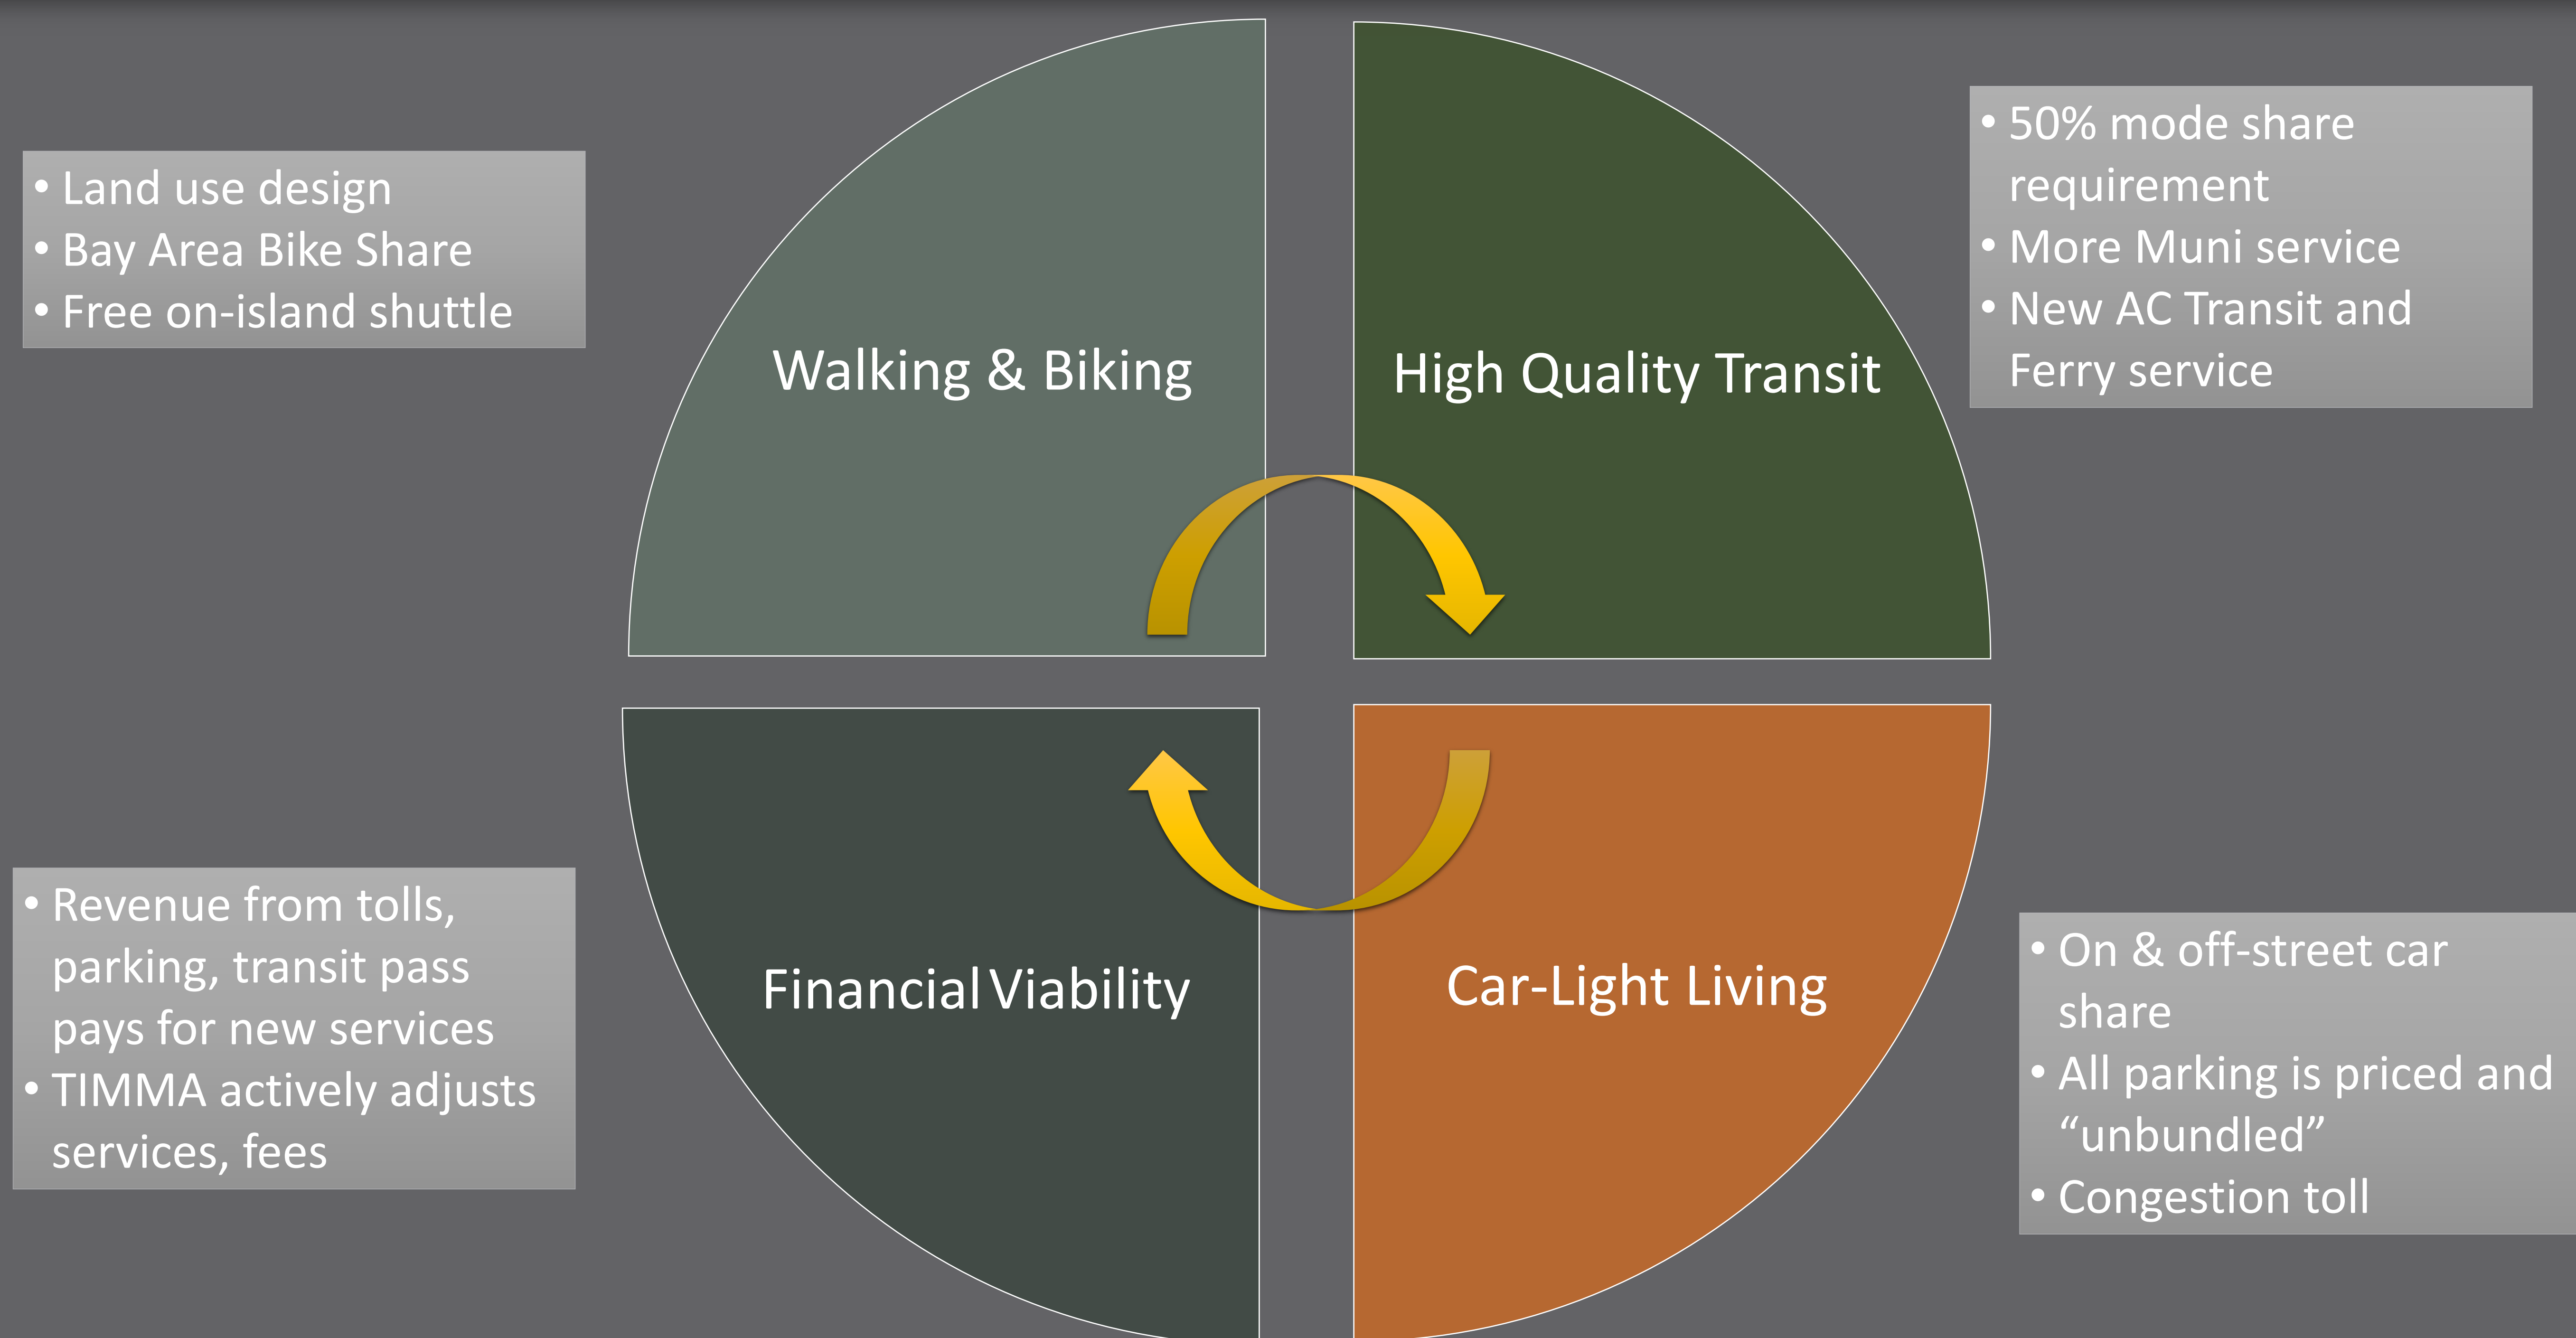 • Land use design
• Bay Area Bike Share
• Free on-island shuttle
Walking & Biking
High Quality Transit
• 50% mode share
requirement
• More Muni service
• New AC Transit and
Ferry service
• Revenue from tolls,
parking, transit pass
pays for new services
• TIMMA actively adjusts
services, fees
Financial Viability
Car-Light Living
• On & off-street car
share
• All parking is priced and
“unbundled”
• Congestion toll